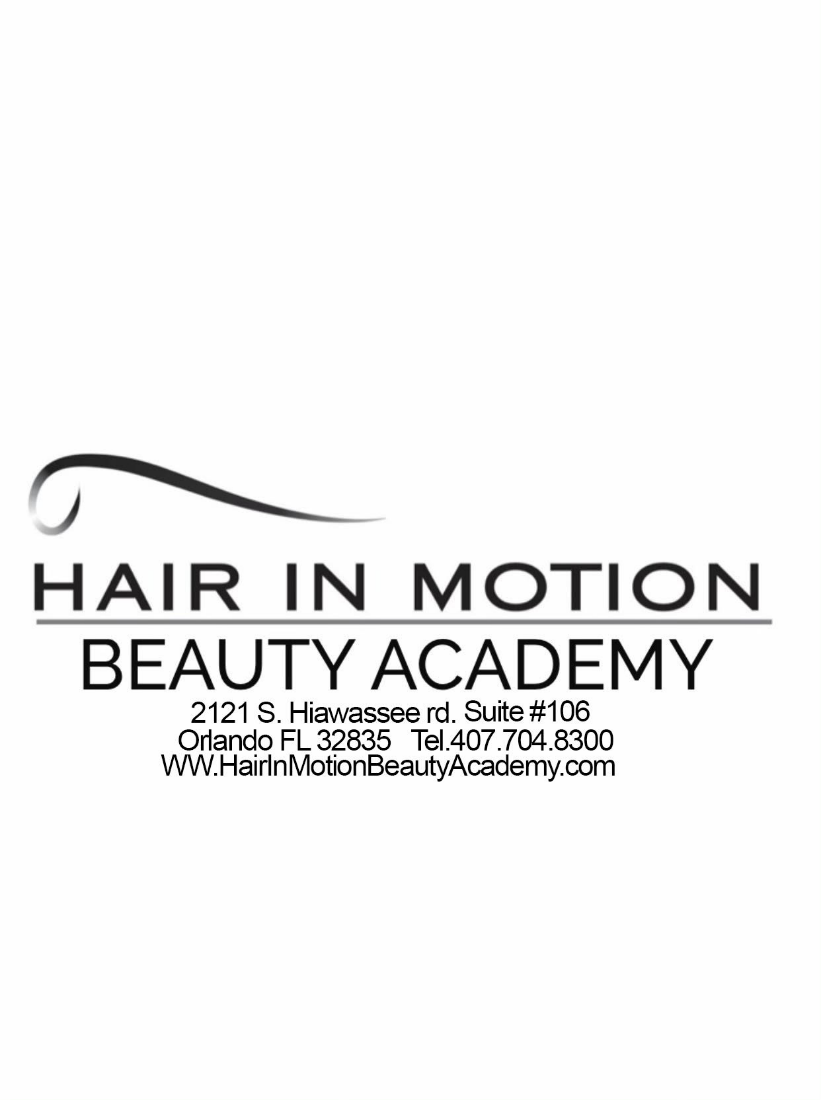 HAIR IN MOTION
BEAUTY ACADEMY
2121 S. Hiawassee rd. Suite #106
Orlando FL 32835 Tel.407.704.8300
WW.HairInMotionBeautyAcademy.com